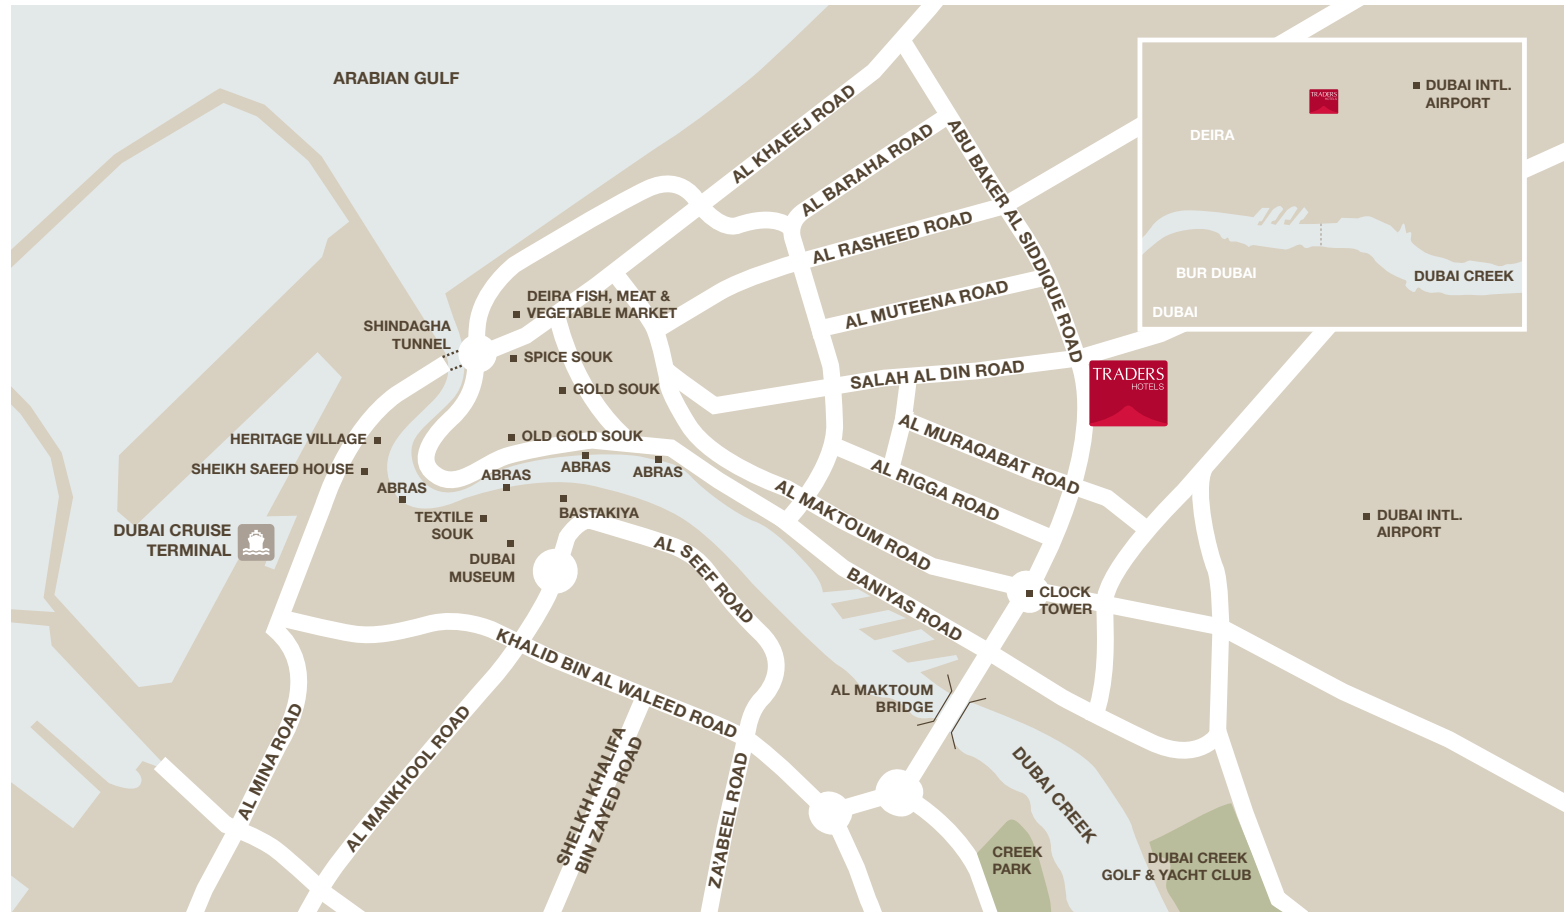 ARABIAN GULF
AL KHAEEJ ROAD
AL BARAHA ROAD
ABU BAKER AL SIDDIQUE ROAD
AL RASHEED ROAD
AL MUTEENA ROAD
SALAH AL DIN ROAD
TRADERS
HOTELS
DUBAI INTL.
AIRPORT
DEIRA
BUR DUBAI
DUBAI CREEK
DUBAI
TRADERS
HOTELS
DEIRA FISH, MEAT &
VEGETABLE MARKET
SHINDAGHA
TUNNEL
SPICE SOUK
GOLD SOUK
OLD GOLD SOUK
HERITAGE VILLAGE
SHEIKH SAEED HOUSE
ABRAS
ABRAS
ABRAS
ABRAS
TEXTILE
SOUK
BASTAKIYA
DUBAI
MUSEUM
DUBAI CRUISE
TERMINAL
AL MURAQABAT ROAD
AL RIGGA ROAD
AL MAKTOUM ROAD
BANIYAS ROAD
AL SEEF ROAD
CLOCK
TOWER
DUBAI INTL.
AIRPORT
KHALID BIN AL WALEED ROAD
AL MAKTOUM
BRIDGE
AL MINA ROAD
AL MANKHOOL ROAD
SHELKH KHALIFA
BIN ZAYED ROAD
ZA'ABEEL ROAD
DUBAI CREEK
CREEK
PARK
DUBAI CREEK
GOLF & YACHT CLUB